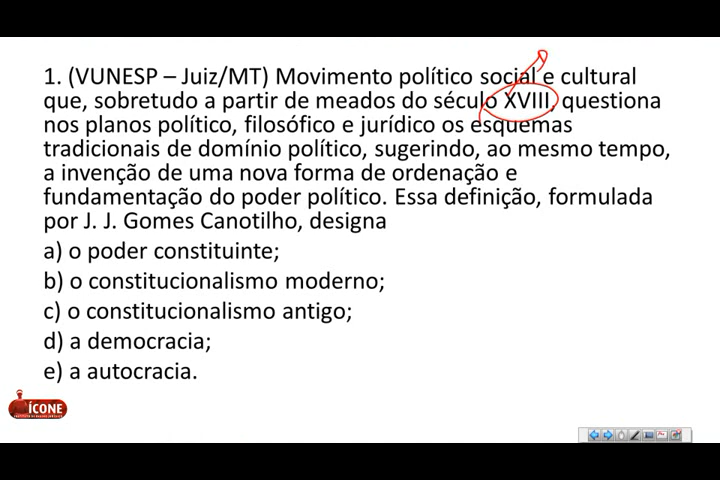 1. (VUNESP – Juiz/MT) Movimento político social e cultural
que, sobretudo a partir de meados do século XVIII, questiona
nos planos político, filosófico e jurídico os esquemas
tradicionais de domínio político, sugerindo, ao mesmo tempo,
a invenção de uma nova forma de ordenação e
fundamentação do poder político. Essa definição, formulada
por J. J. Gomes Canotilho, designa
a) o poder constituinte;
b) o constitucionalismo moderno;
c) o constitucionalismo antigo;
d) a democracia;
e) a autocracia.
ÍCONE